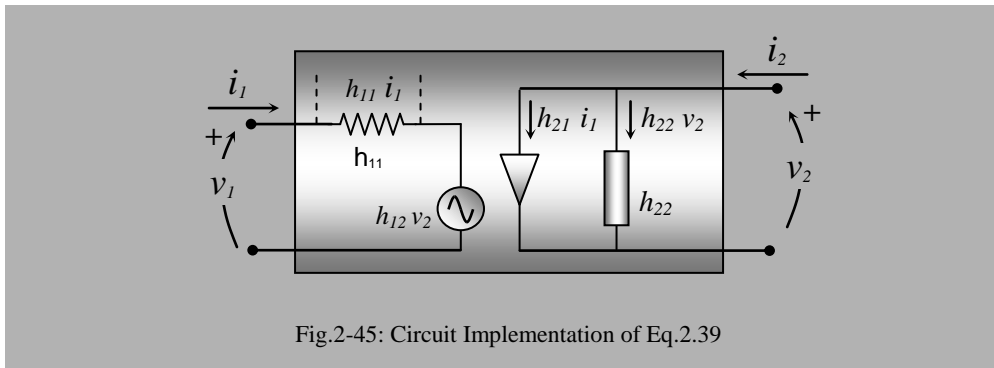 i2
i1
h11 i1
+
+
h21 i1
h22 v2
h11
v1
v2
h12 v2
h22
Fig.2-45: Circuit Implementation of Eq.2.39